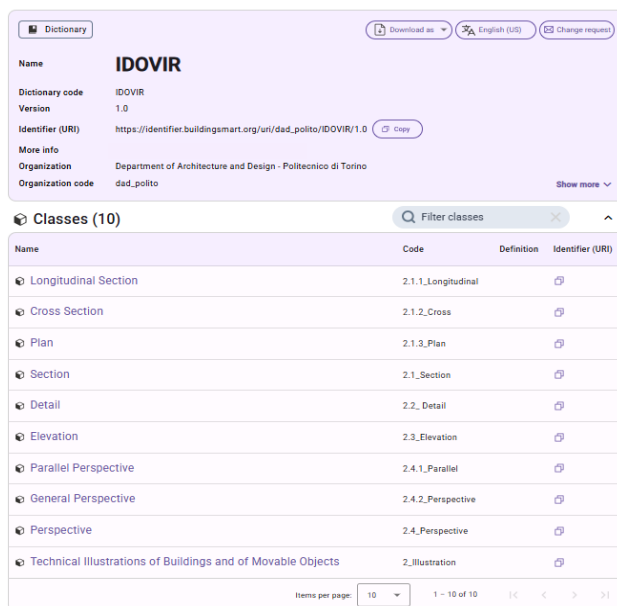 Dictionary Download as English (US) Change request
Name IDOVIR
Dictionary code IDOVIR
Version 1.0
Identifier (URI) https://identifier.buildingsmart.org/uri/dad_polito/IDOVIR/1.0 Copy
More info
Organization Department of Architecture and Design - Politecnico di Torino
Organization code dad_polito Show more
Classes (10) Filter classes
Name Code Definition Identifier (URI)
Longitudinal Section 2.1.1_Longitudinal
Cross Section 2.1.2_Cross
Plan 2.1.3_Plan
Section 2.1_Section
Detail 2.2_ Detail
Elevation 2.3_Elevation
Parallel Perspective 2.4.1_Parallel
General Perspective 2.4.2_Perspective
Perspective 2.4_Perspective
Technical Illustrations of Buildings and of Movable Objects 2_Illustration
Items per page: 10 1 – 10 of 10